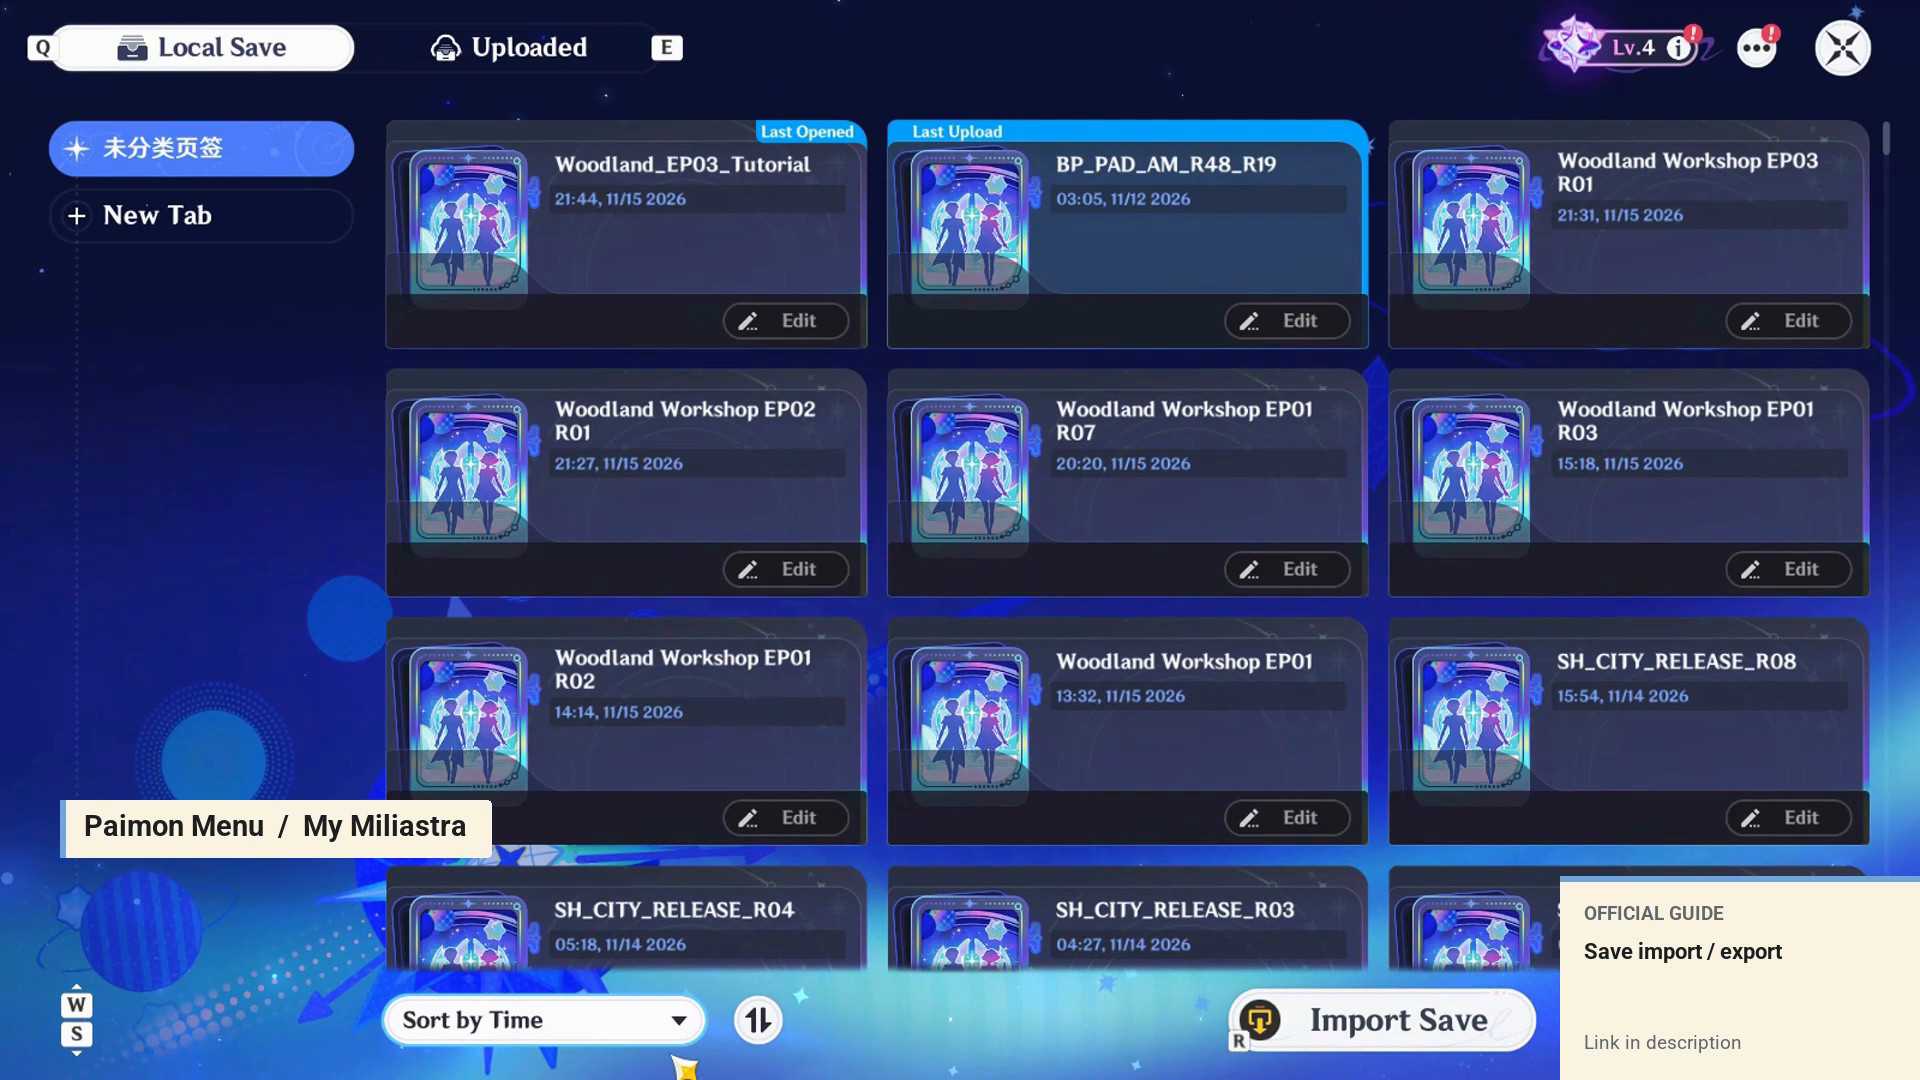 Q
Local Save
Uploaded
E
Lv.4
未分类页签
New Tab
Last Opened
Woodland_EP03_Tutorial
21:44, 11/15 2026
Edit
Last Upload
BP_PAD_AM_R48_R19
03:05, 11/12 2026
Edit
Woodland Workshop EP03
R01
21:31, 11/15 2026
Edit
Woodland Workshop EP02
R01
21:27, 11/15 2026
Edit
Woodland Workshop EP01
R07
20:20, 11/15 2026
Edit
Woodland Workshop EP01
R03
15:18, 11/15 2026
Edit
Woodland Workshop EP01
R02
14:14, 11/15 2026
Edit
Woodland Workshop EP01
13:32, 11/15 2026
Edit
SH_CITY_RELEASE_R08
15:54, 11/14 2026
Edit
Paimon Menu / My Miliastra
SH_CITY_RELEASE_R04
05:18, 11/14 2026
SH_CITY_RELEASE_R03
04:27, 11/14 2026
OFFICIAL GUIDE
Save import / export
Link in description
W
S
Sort by Time
R
Import Save